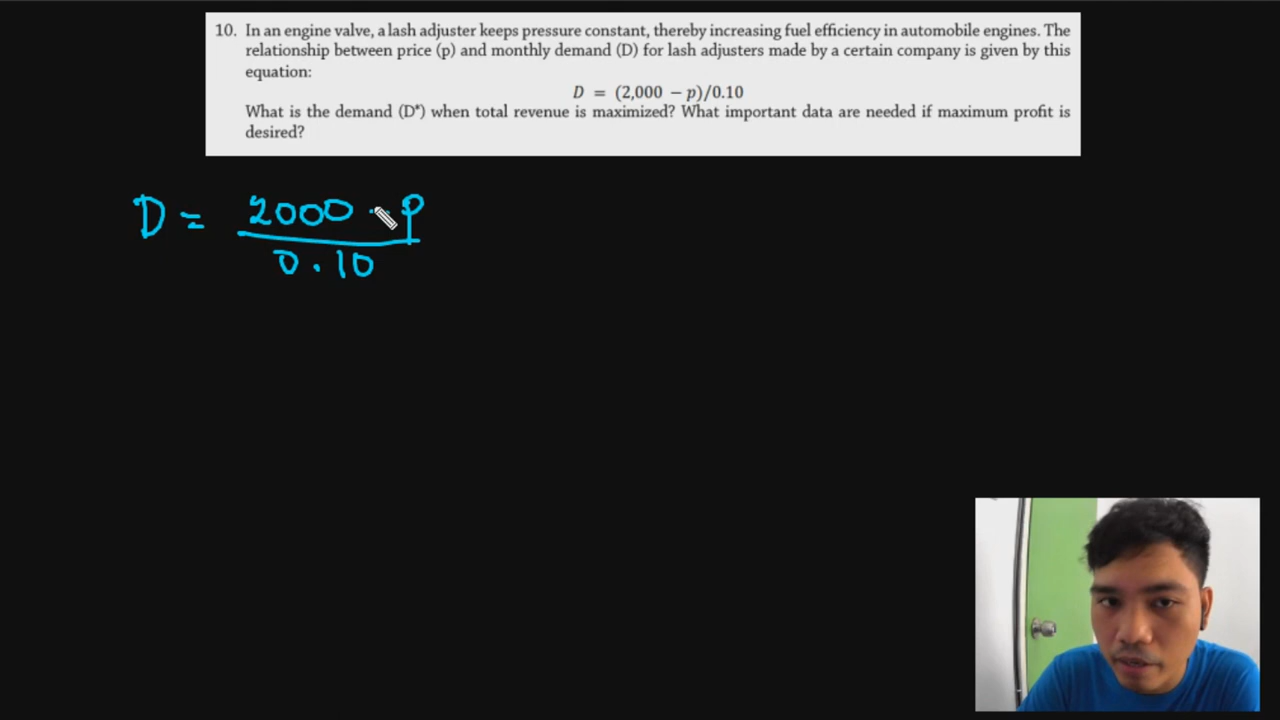 10. In an engine valve, a lash adjuster keeps pressure constant, thereby increasing fuel efficiency in automobile engines. The
relationship between price (p) and monthly demand (D) for lash adjusters made by a certain company is given by this
equation:
D = (2,000 − p)/0.10
What is the demand (D*) when total revenue is maximized? What important data are needed if maximum profit is
desired?
D = 2000 - P
0.10